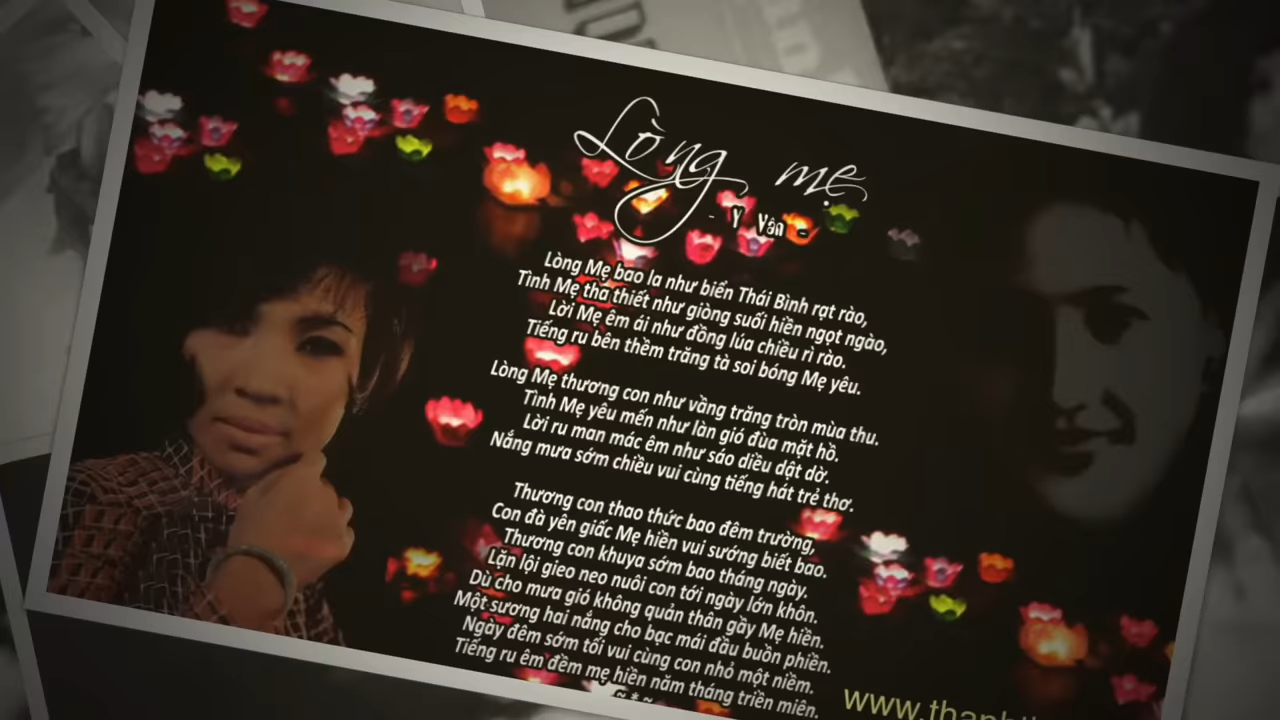 Lòng mẹ
- Y Vân -
Lòng Mẹ bao la như biển Thái Bình rạt rào,
Tình Mẹ tha thiết như giòng suối hiền ngọt ngào,
Lời Mẹ êm ái như đồng lúa chiều rì rào.
Tiếng ru bên thềm trăng tà soi bóng Mẹ yêu.
Lòng Mẹ thương con như vầng trăng tròn mùa thu.
Tình Mẹ yêu mến như làn gió đùa mặt hồ.
Lời ru man mác êm như sáo diều dật dờ.
Nắng mưa sớm chiều vui cùng tiếng hát trẻ thơ.
Thương con thao thức bao đêm trường,
Con đà yên giấc Mẹ hiền vui sướng biết bao.
Thương con khuya sớm bao tháng ngày.
Lặn lội gieo neo nuôi con tới ngày lớn khôn.
Dù cho mưa gió không quản thân gầy Mẹ hiền.
Một sương hai nắng cho bạc mái đầu buồn phiền.
Ngày đêm sớm tối vui cùng con nhỏ một niềm.
Tiếng ru êm đềm mẹ hiền năm tháng triền miên.
~*~